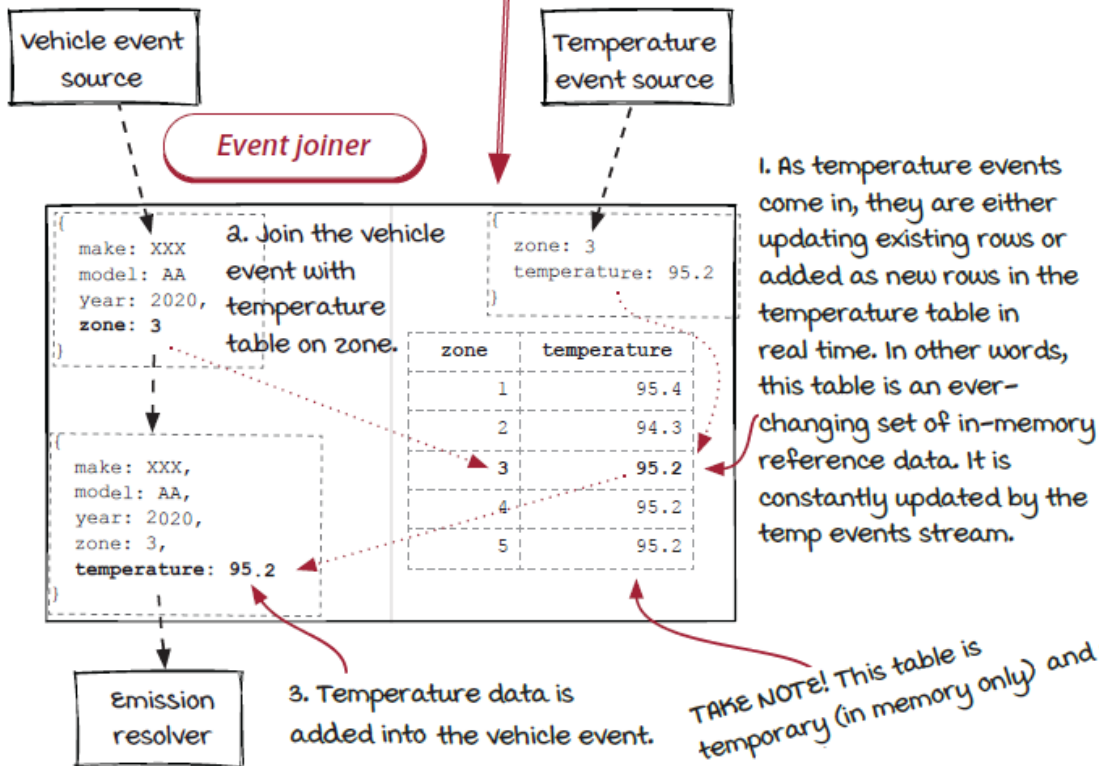 Vehicle event
source
Temperature
event source
Event joiner
{
make: XXX
model: AA
year: 2020,
zone: 3
}
2. Join the vehicle
event with
temperature
table on zone.
{
zone: 3
temperature: 95.2
}
zone temperature
1 95.4
2 94.3
3 95.2
4 95.2
5 95.2
1. As temperature events
come in, they are either
updating existing rows or
added as new rows in the
temperature table in
real time. In other words,
this table is an ever-
changing set of in-memory
reference data. It is
constantly updated by the
temp events stream.
{
make: XXX,
model: AA,
year: 2020,
zone: 3,
temperature: 95.2
}
Emission
resolver
3. Temperature data is
added into the vehicle event.
TAKE NOTE! This table is
temporary (in memory only) and